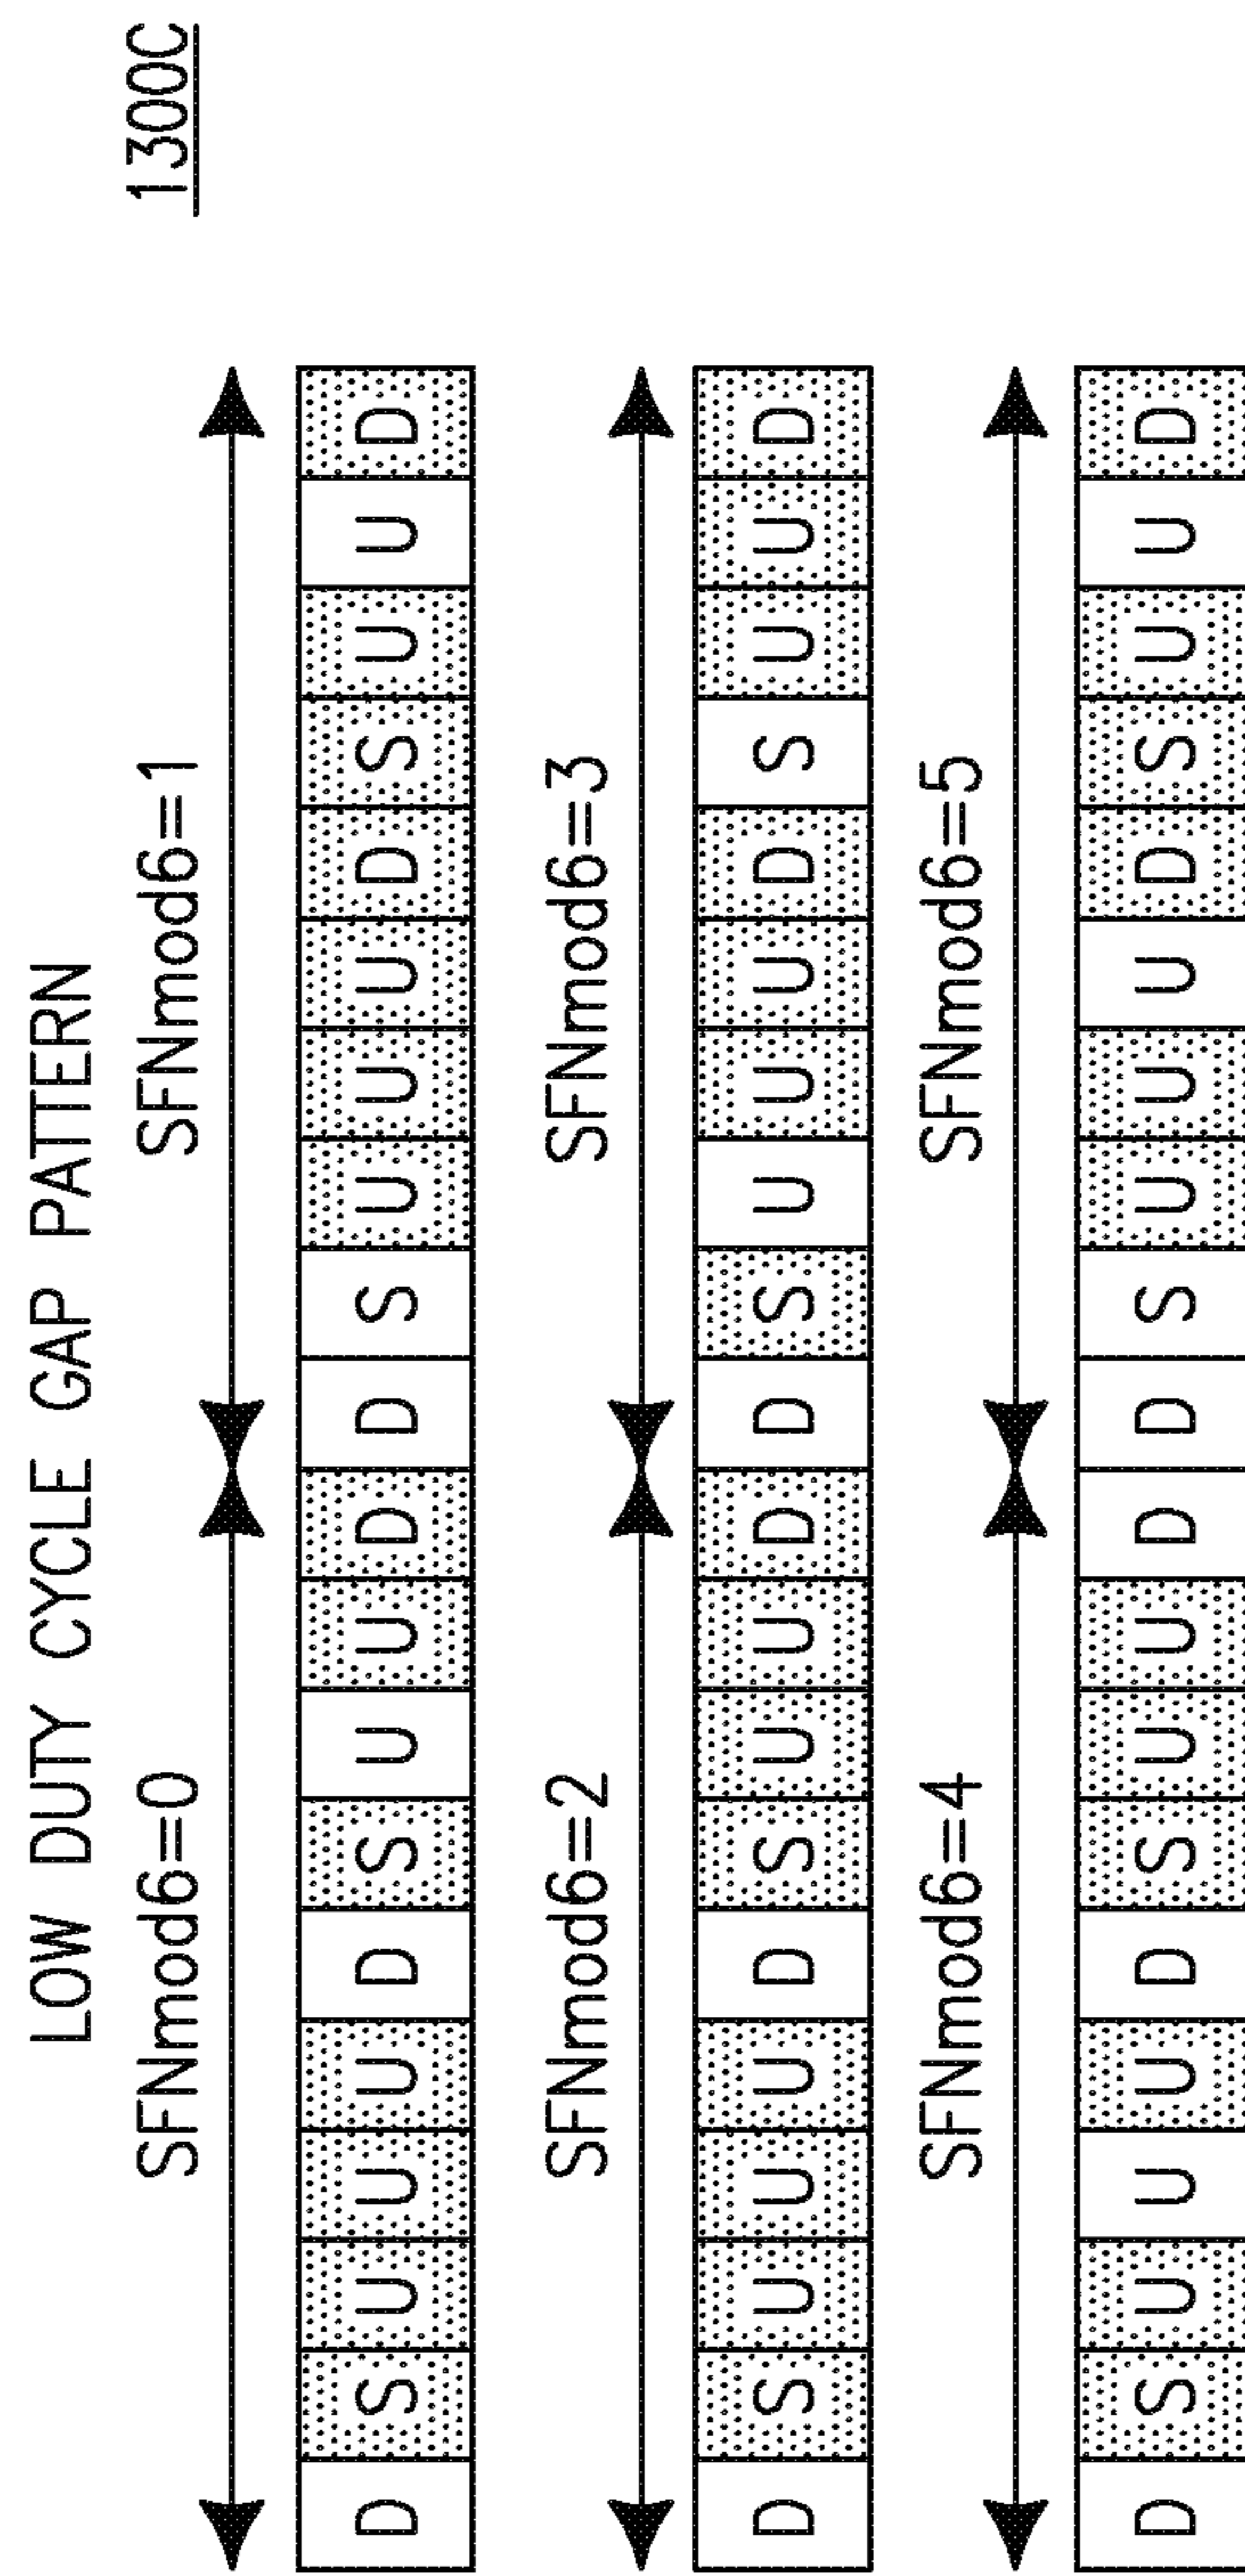 LOW DUTY CYCLE GAP PATTERN
1300C
SFNmod6=0 SFNmod6=1
D S U U U D S U U D D S U U U D S U U D
SFNmod6=2 SFNmod6=3
D S U U U D S U U D D S U U U D S U U D
SFNmod6=4 SFNmod6=5
D S U U U D S U U D D S U U U D S U U D